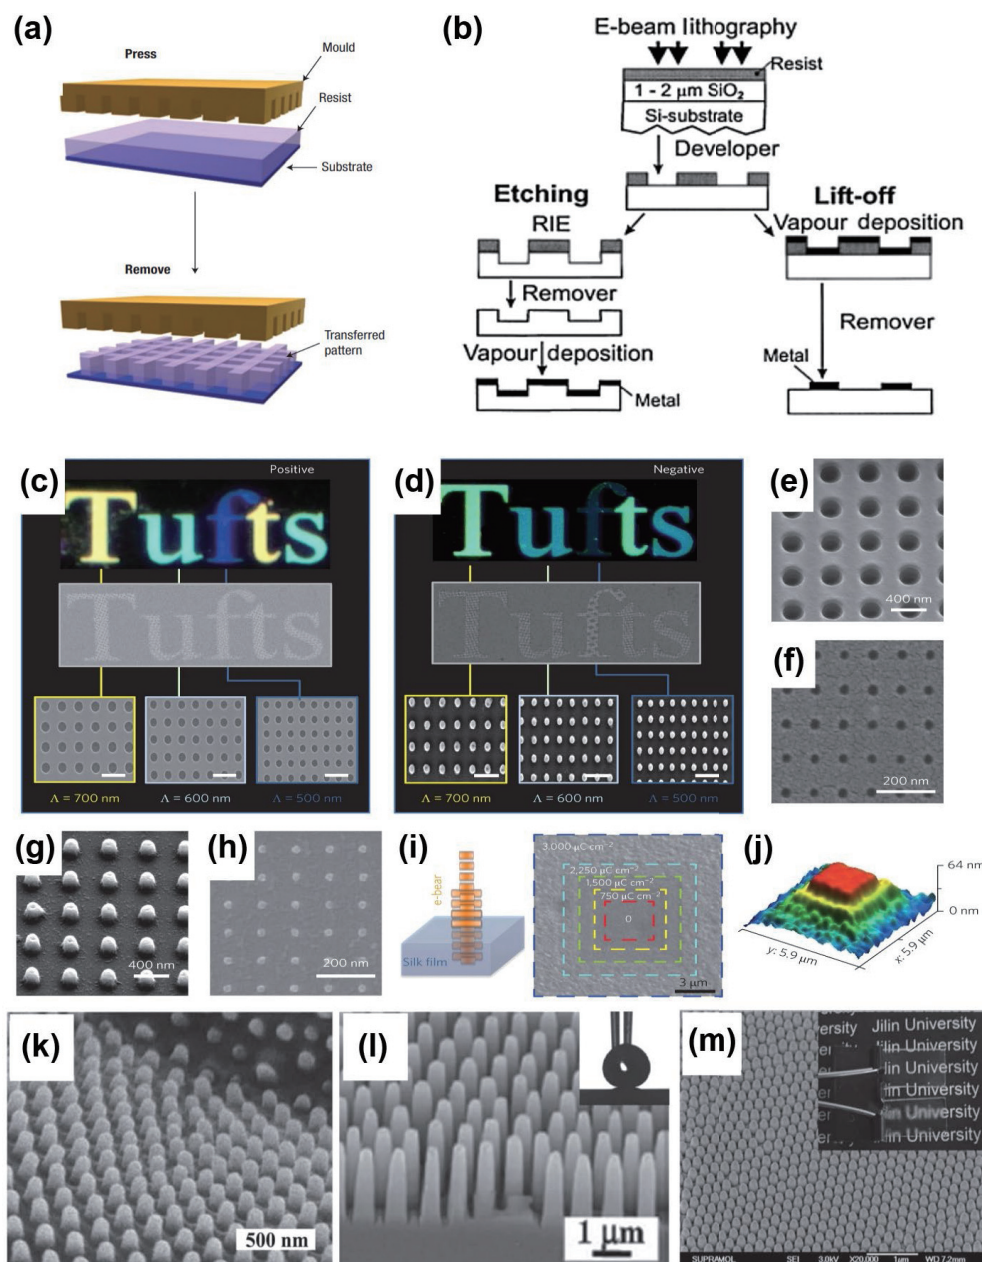 (a)
Press
Mould
Resist
Substrate
Remove
Transferred
pattern
(b)
E-beam lithography
Resist
1 - 2 μm SiO₂
Si-substrate
Developer
Etching
RIE
Lift-off
Vapour deposition
Remover
Remover
Vapour deposition
Metal
Metal
(c)
Positive
Tufts
Tufts
Λ = 700 nm
Λ = 600 nm
Λ = 500 nm
(d)
Negative
Tufts
Tufts
Λ = 700 nm
Λ = 600 nm
Λ = 500 nm
(e)
400 nm
(f)
200 nm
(g)
400 nm
(h)
200 nm
(i)
e-bear
Silk film
3,000 μC cm⁻²
2,250 μC cm⁻²
1,500 μC cm⁻²
750 μC cm⁻²
0
3 μm
(j)
64 nm
0 nm
y: 5.9 μm
x: 5.9 μm
(k)
500 nm
(l)
1 μm
(m)
University Jilin University
Jilin University
Jilin University
Jilin University
Jilin University
Jilin University
SUPRAMOL SEI 3.0kV X20,000 1μm WD 7.2mm